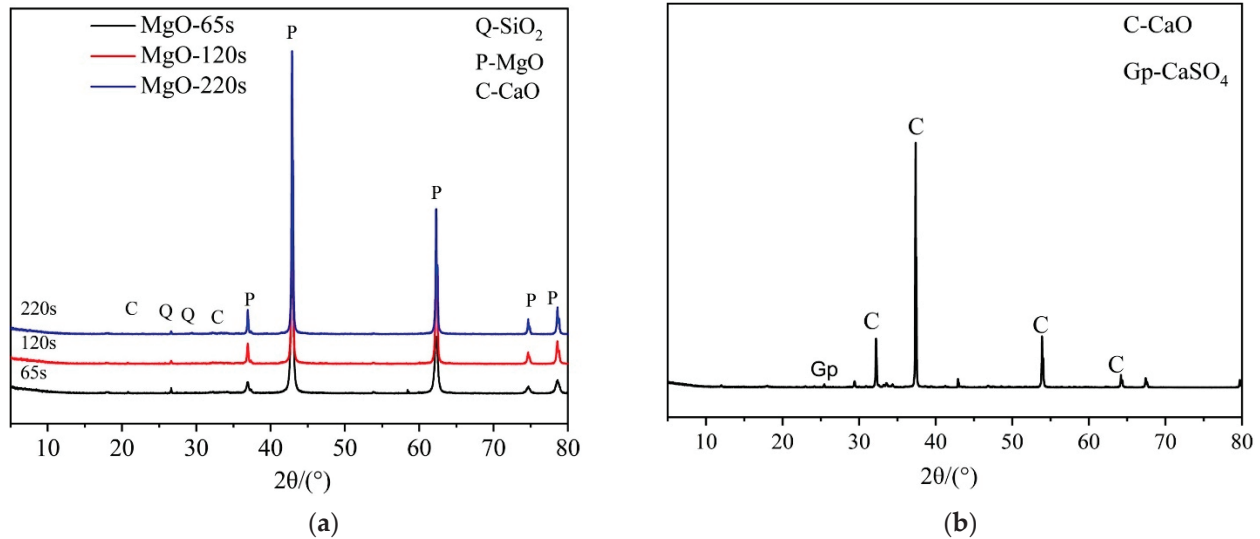 MgO-65s
MgO-120s
MgO-220s
P
Q-SiO₂
P-MgO
C-CaO
P
220s
C
Q
Q
C
P
P
P
120s
65s
10 20 30 40 50 60 70 80
2θ/(°)
(a)
C-CaO
Gp-CaSO₄
C
C
C
Gp
C
10 20 30 40 50 60 70 80
2θ/(°)
(b)